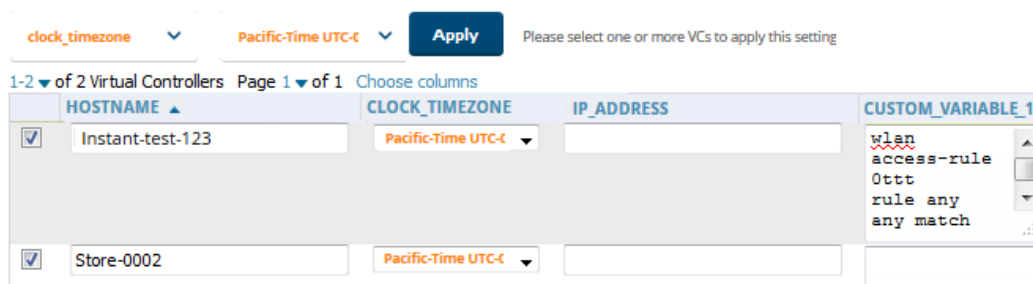 clock_timezone Pacific-Time UTC-0 Apply Please select one or more VCs to apply this setting
1-2 of 2 Virtual Controllers Page 1 of 1 Choose columns
HOSTNAME CLOCK_TIMEZONE IP_ADDRESS CUSTOM_VARIABLE_1
Instant-test-123 Pacific-Time UTC-0 wlan
access-rule
0ttt
rule any
any match
Store-0002 Pacific-Time UTC-0